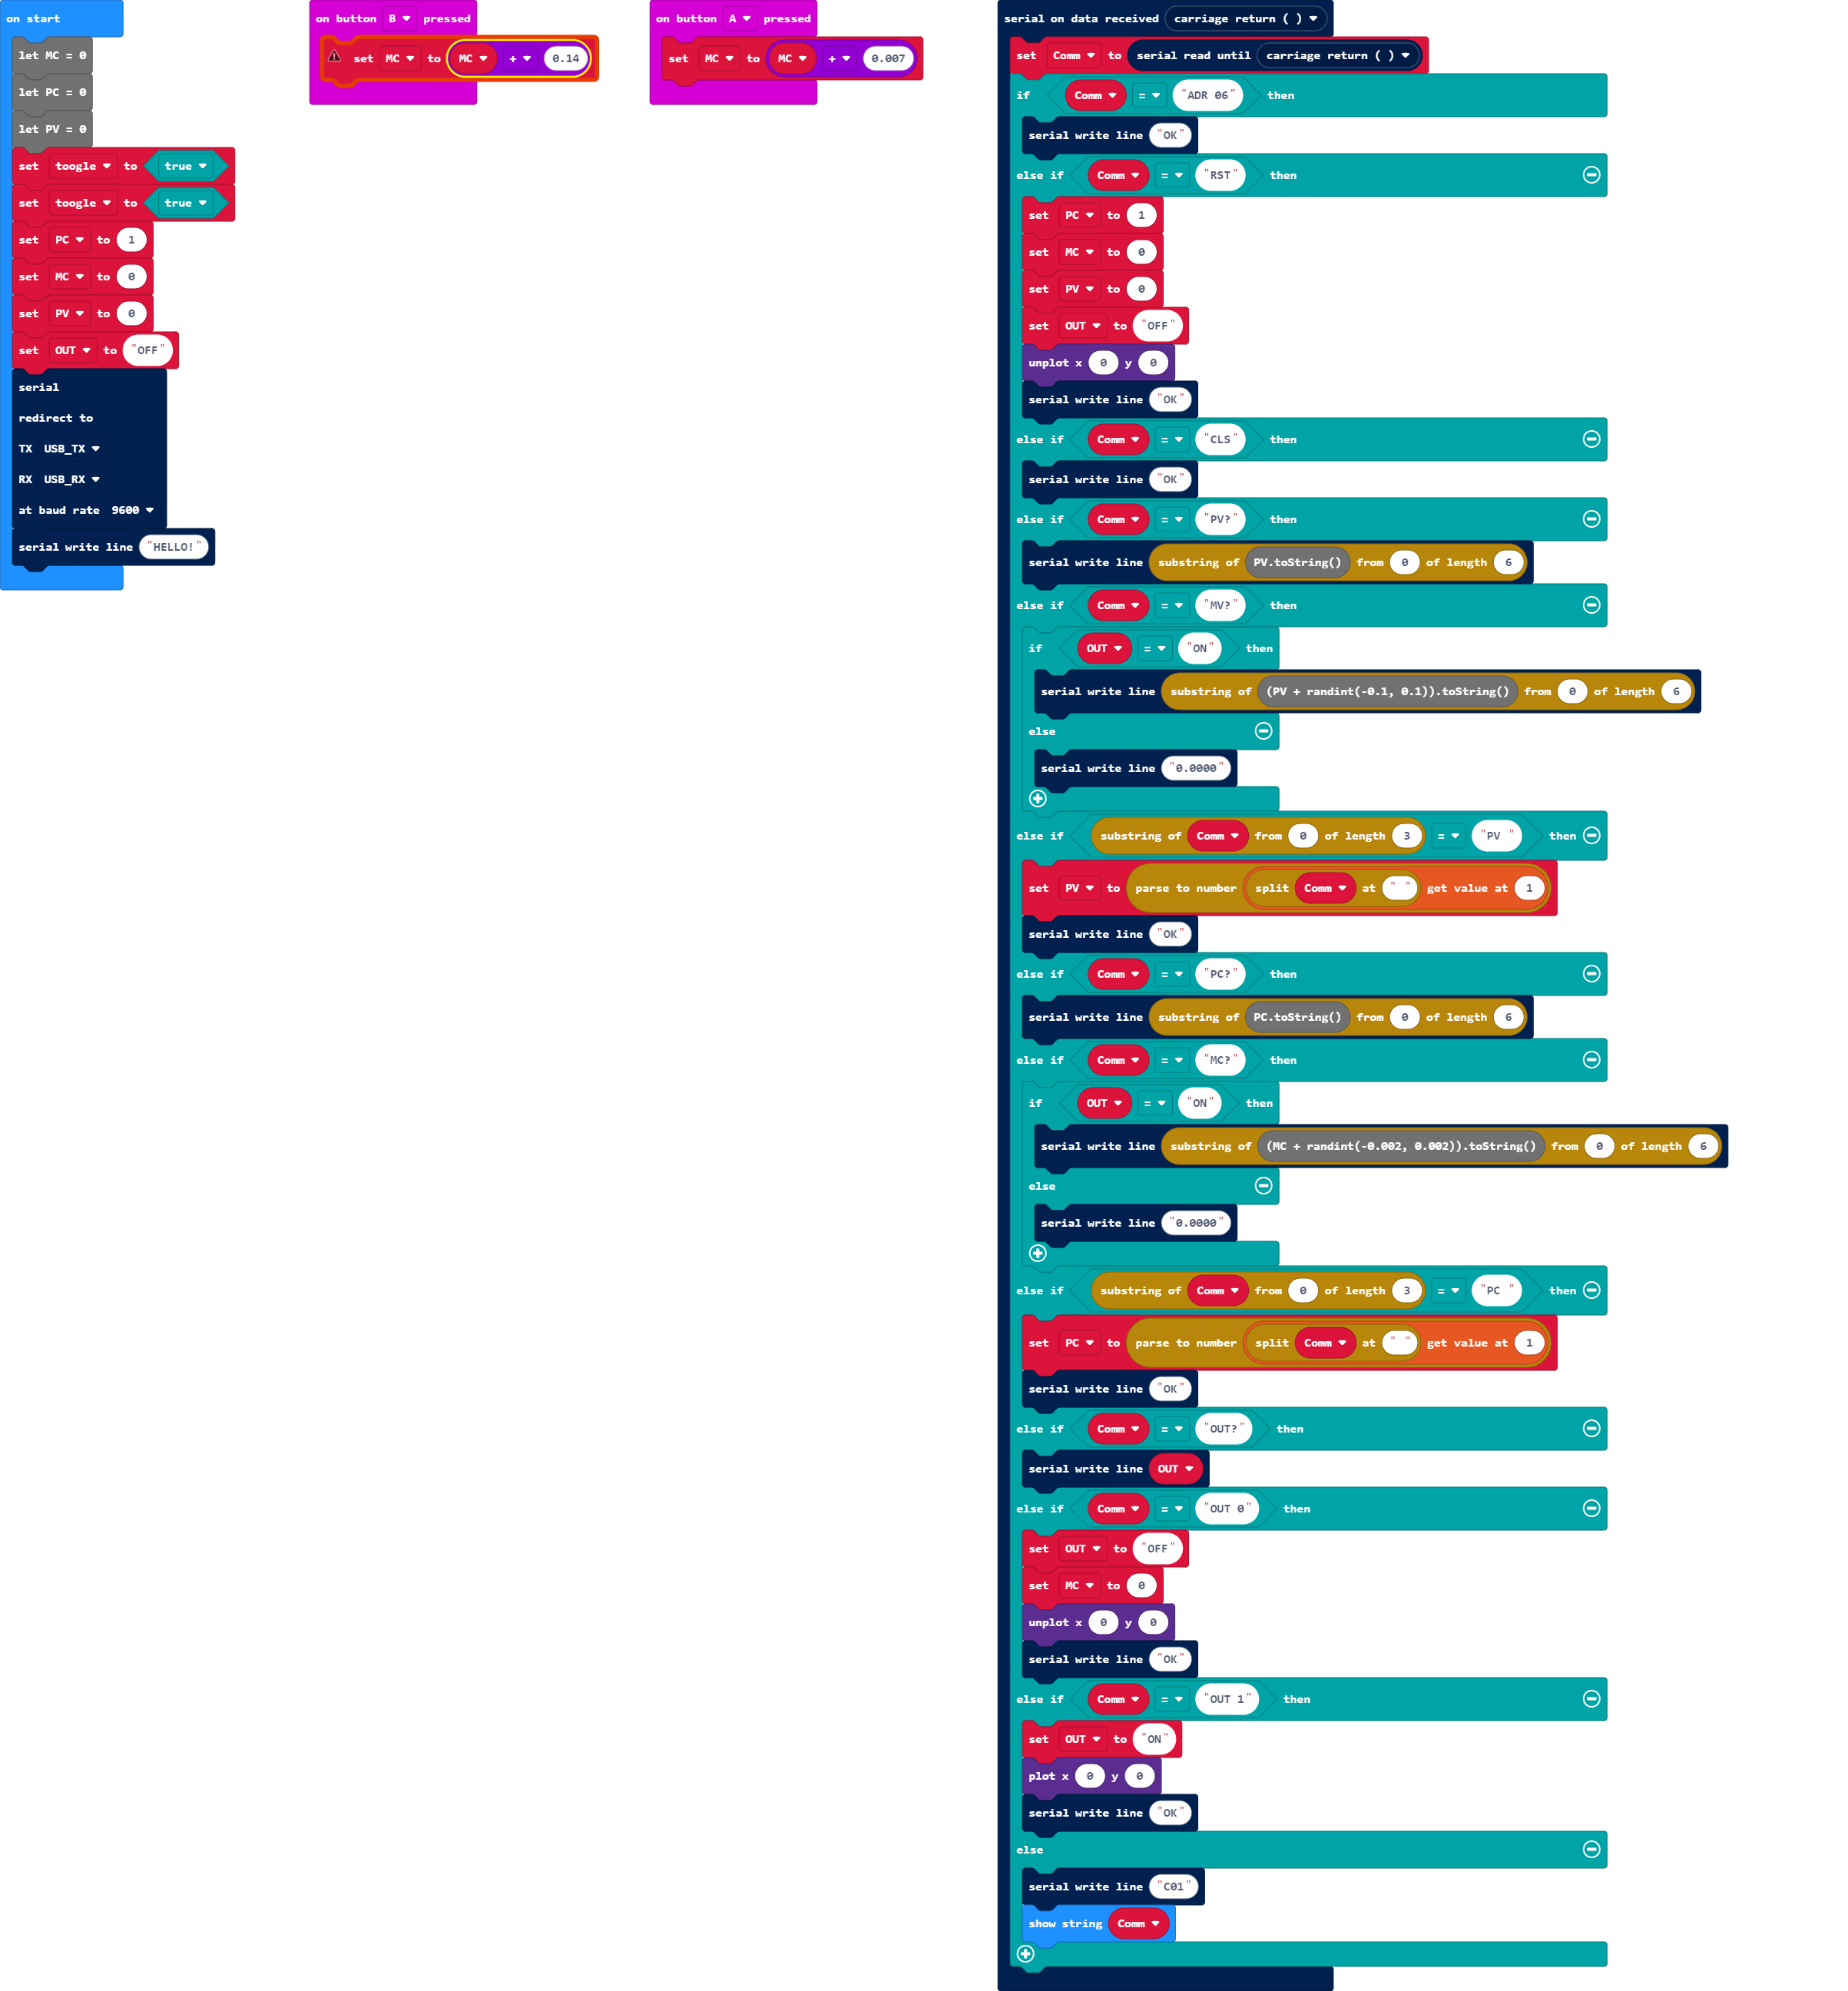 on start
let MC = 0
let PC = 0
let PV = 0
set toogle to true
set toogle to true
set PC to 1
set MC to 0
set PV to 0
set OUT to "OFF"
serial
redirect to
TX USB_TX
RX USB_RX
at baud rate 9600
serial write line "HELLO!"
on button B pressed
set MC to MC + 0.14
on button A pressed
set MC to MC + 0.007
serial on data received carriage return ( )
set Comm to serial read until carriage return ( )
if Comm = "ADR 06" then
serial write line "OK"
else if Comm = "RST" then
set PC to 1
set MC to 0
set PV to 0
set OUT to "OFF"
unplot x 0 y 0
serial write line "OK"
else if Comm = "CLS" then
serial write line "OK"
else if Comm = "PV?" then
serial write line substring of PV.toString() from 0 of length 6
else if Comm = "MV?" then
if OUT = "ON" then
serial write line substring of (PV + randint(-0.1, 0.1)).toString() from 0 of length 6
else
serial write line "0.0000"
else if substring of Comm from 0 of length 3 = "PV " then
set PV to parse to number split Comm at " " get value at 1
serial write line "OK"
else if Comm = "PC?" then
serial write line substring of PC.toString() from 0 of length 6
else if Comm = "MC?" then
if OUT = "ON" then
serial write line substring of (MC + randint(-0.002, 0.002)).toString() from 0 of length 6
else
serial write line "0.0000"
else if substring of Comm from 0 of length 3 = "PC " then
set PC to parse to number split Comm at " " get value at 1
serial write line "OK"
else if Comm = "OUT?" then
serial write line OUT
else if Comm = "OUT 0" then
set OUT to "OFF"
set MC to 0
unplot x 0 y 0
serial write line "OK"
else if Comm = "OUT 1" then
set OUT to "ON"
plot x 0 y 0
serial write line "OK"
else
serial write line "C01"
show string Comm